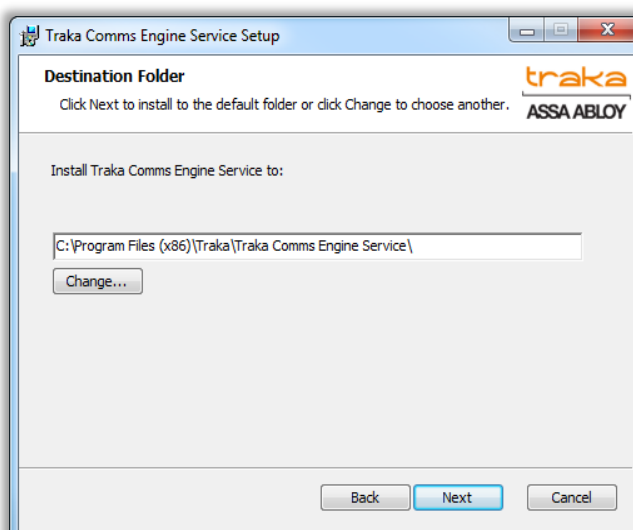 Traka Comms Engine Service Setup
Destination Folder
Click Next to install to the default folder or click Change to choose another.
traka
ASSA ABLOY
Install Traka Comms Engine Service to:
C:\Program Files (x86)\Traka\Traka Comms Engine Service\
Change...
Back Next Cancel